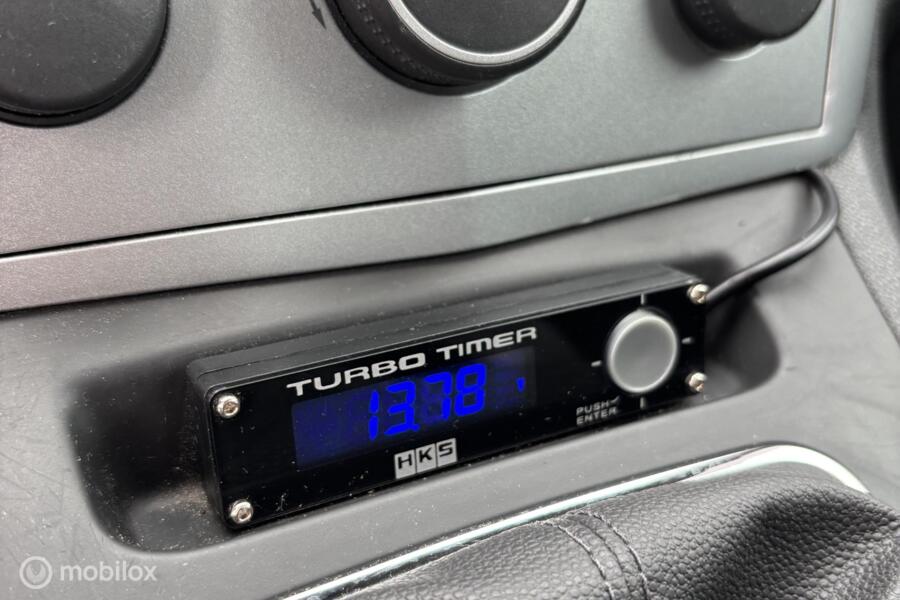 TURBO TIMER
13.78 V
PUSH
ENTER
HKS
mobilox